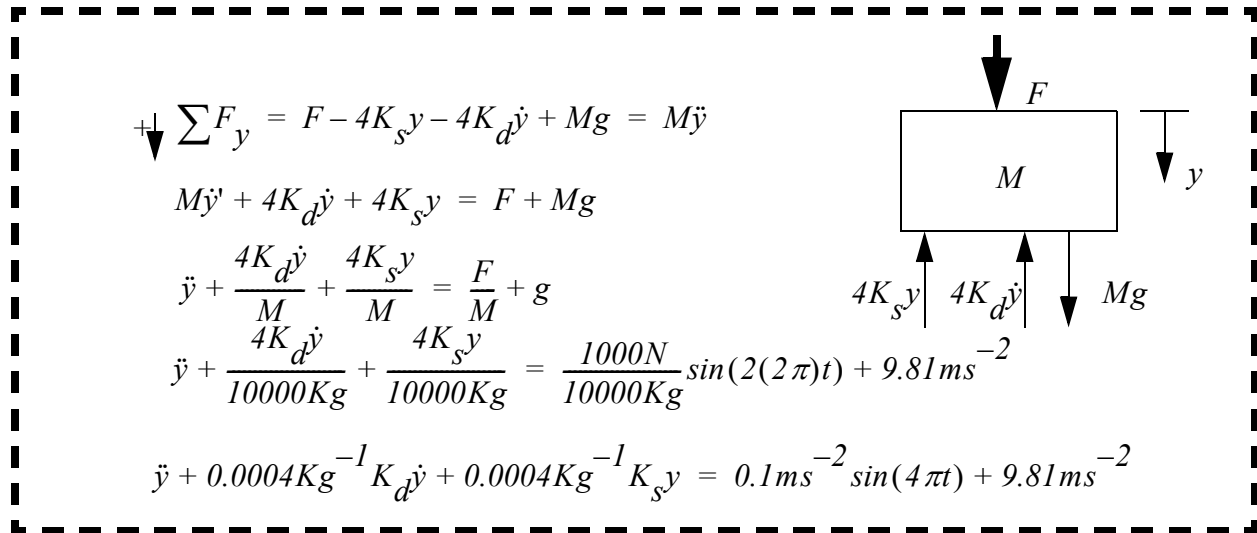 +↓ ∑F_y = F – 4K_s y – 4K_d ẏ + Mg = Mÿ
Mẏ' + 4K_d ẏ + 4K_s y = F + Mg
ÿ + 4K_d ẏ/M + 4K_s y/M = F/M + g
ÿ + 4K_d ẏ/10000Kg + 4K_s y/10000Kg = 1000N/10000Kg sin(2(2π)t) + 9.81ms^–2
ÿ + 0.0004Kg^–1 K_d ẏ + 0.0004Kg^–1 K_s y = 0.1ms^–2 sin(4πt) + 9.81ms^–2
F
M
y
4K_s y 4K_d ẏ Mg